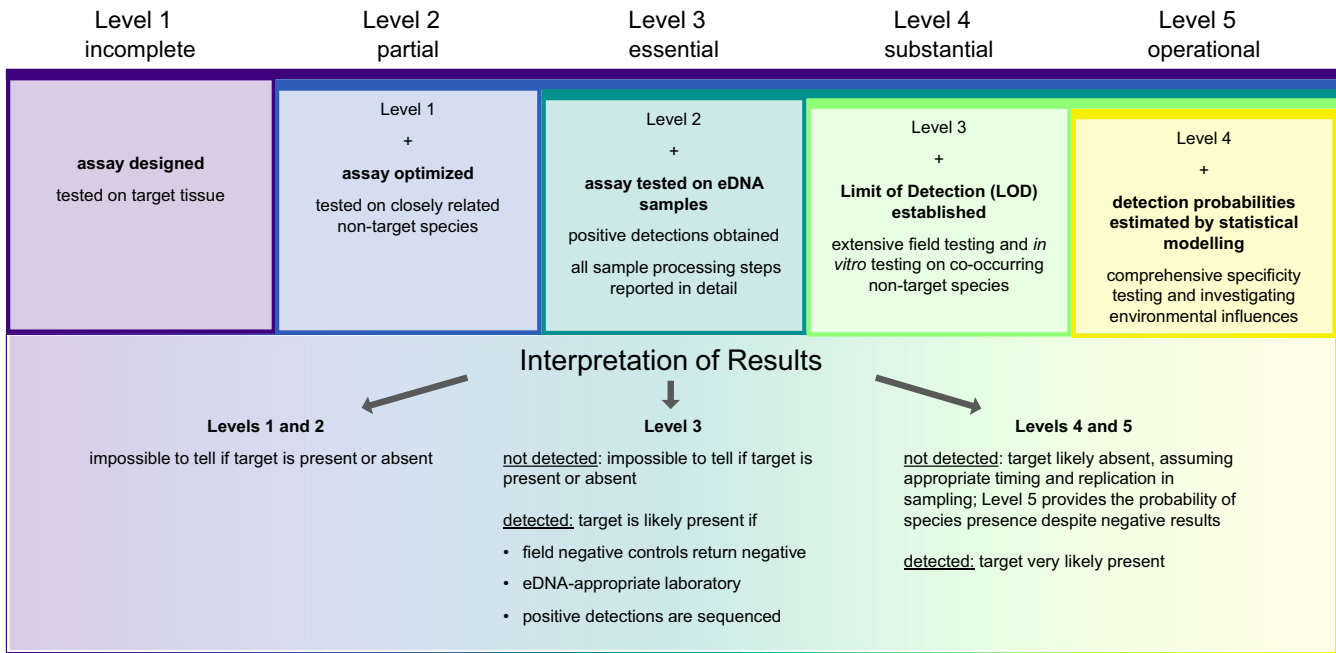 Level 1
incomplete
Level 2
partial
Level 3
essential
Level 4
substantial
Level 5
operational
assay designed
tested on target tissue
Level 1
+
assay optimized
tested on closely related
non-target species
Level 2
+
assay tested on eDNA
samples
positive detections obtained
all sample processing steps
reported in detail
Level 3
+
Limit of Detection (LOD)
established
extensive field testing and in
vitro testing on co-occurring
non-target species
Level 4
+
detection probabilities
estimated by statistical
modelling
comprehensive specificity
testing and investigating
environmental influences
Interpretation of Results
Levels 1 and 2
impossible to tell if target is present or absent
Level 3
not detected: impossible to tell if target is
present or absent
detected: target is likely present if
• field negative controls return negative
• eDNA-appropriate laboratory
• positive detections are sequenced
Levels 4 and 5
not detected: target likely absent, assuming
appropriate timing and replication in
sampling; Level 5 provides the probability of
species presence despite negative results
detected: target very likely present